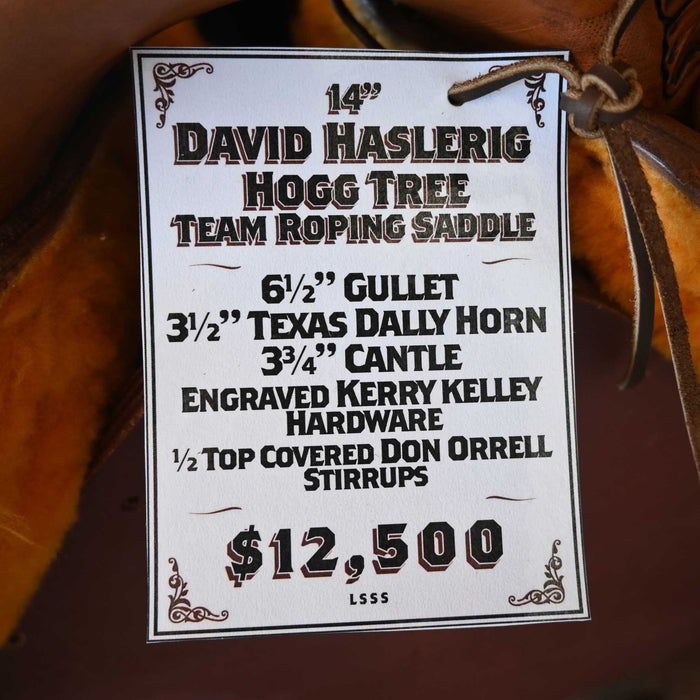 14”
David Haslerig
Hogg Tree
Team Roping Saddle
6½” Gullet
3½” Texas Dally Horn
3¾” Cantle
Engraved Kerry Kelley
Hardware
½ Top Covered Don Orrell
Stirrups
$12,500
LSSS